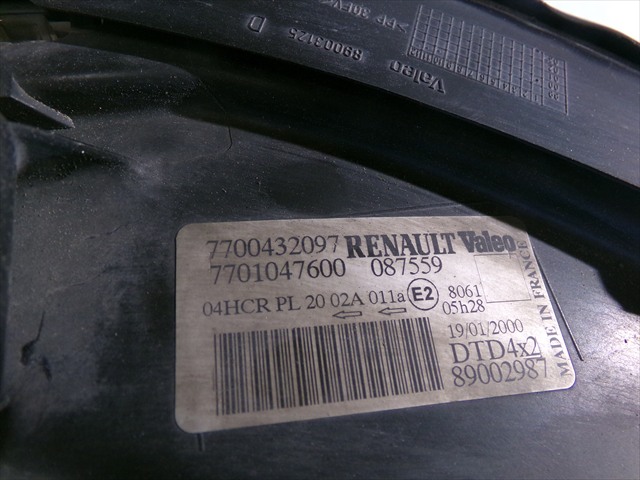 Valeo 89003125 D
7700432097 RENAULT Valeo
7701047600 087559
04HCR PL 20 02A 011a E2 8061
05h28
19/01/2000
DTD4x2
89002987
MADE IN FRANCE